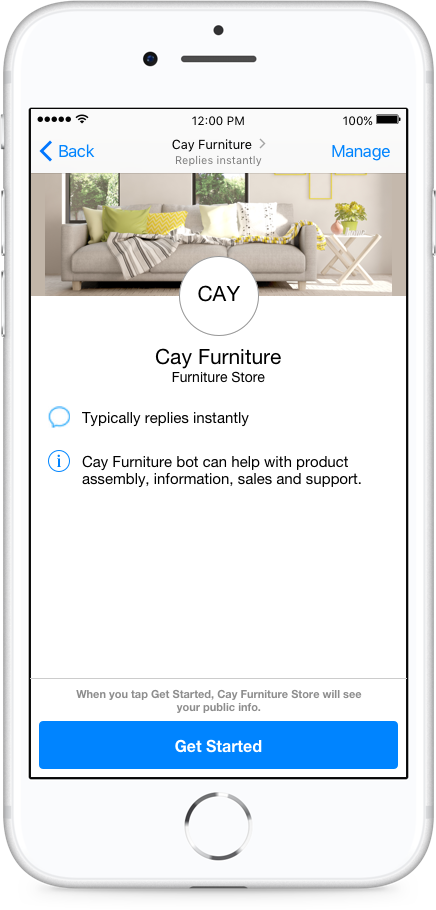 12:00 PM
100%
Back
Cay Furniture
Replies instantly
Manage
CAY
Cay Furniture
Furniture Store
Typically replies instantly
Cay Furniture bot can help with product
assembly, information, sales and support.
When you tap Get Started, Cay Furniture Store will see
your public info.
Get Started